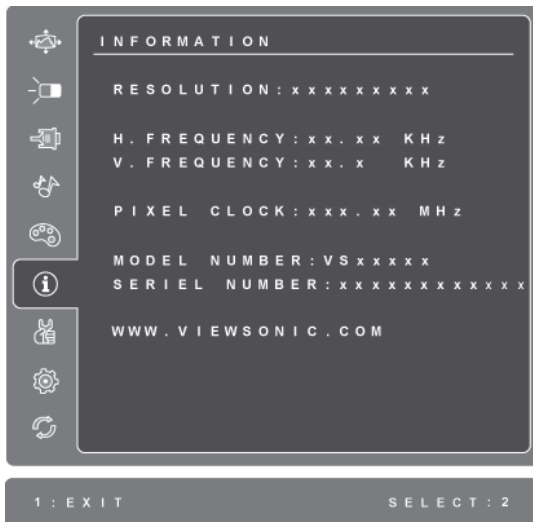 INFORMATION
RESOLUTION:xxxxxxxxx
H. FREQUENCY:xx.xx KHz
V. FREQUENCY:xx.x KHz
PIXEL CLOCK:xxx.xx MHz
MODEL NUMBER:VSxxxxx
SERIEL NUMBER:xxxxxxxxxxxx
WWW.VIEWSONIC.COM
1:EXIT SELECT:2